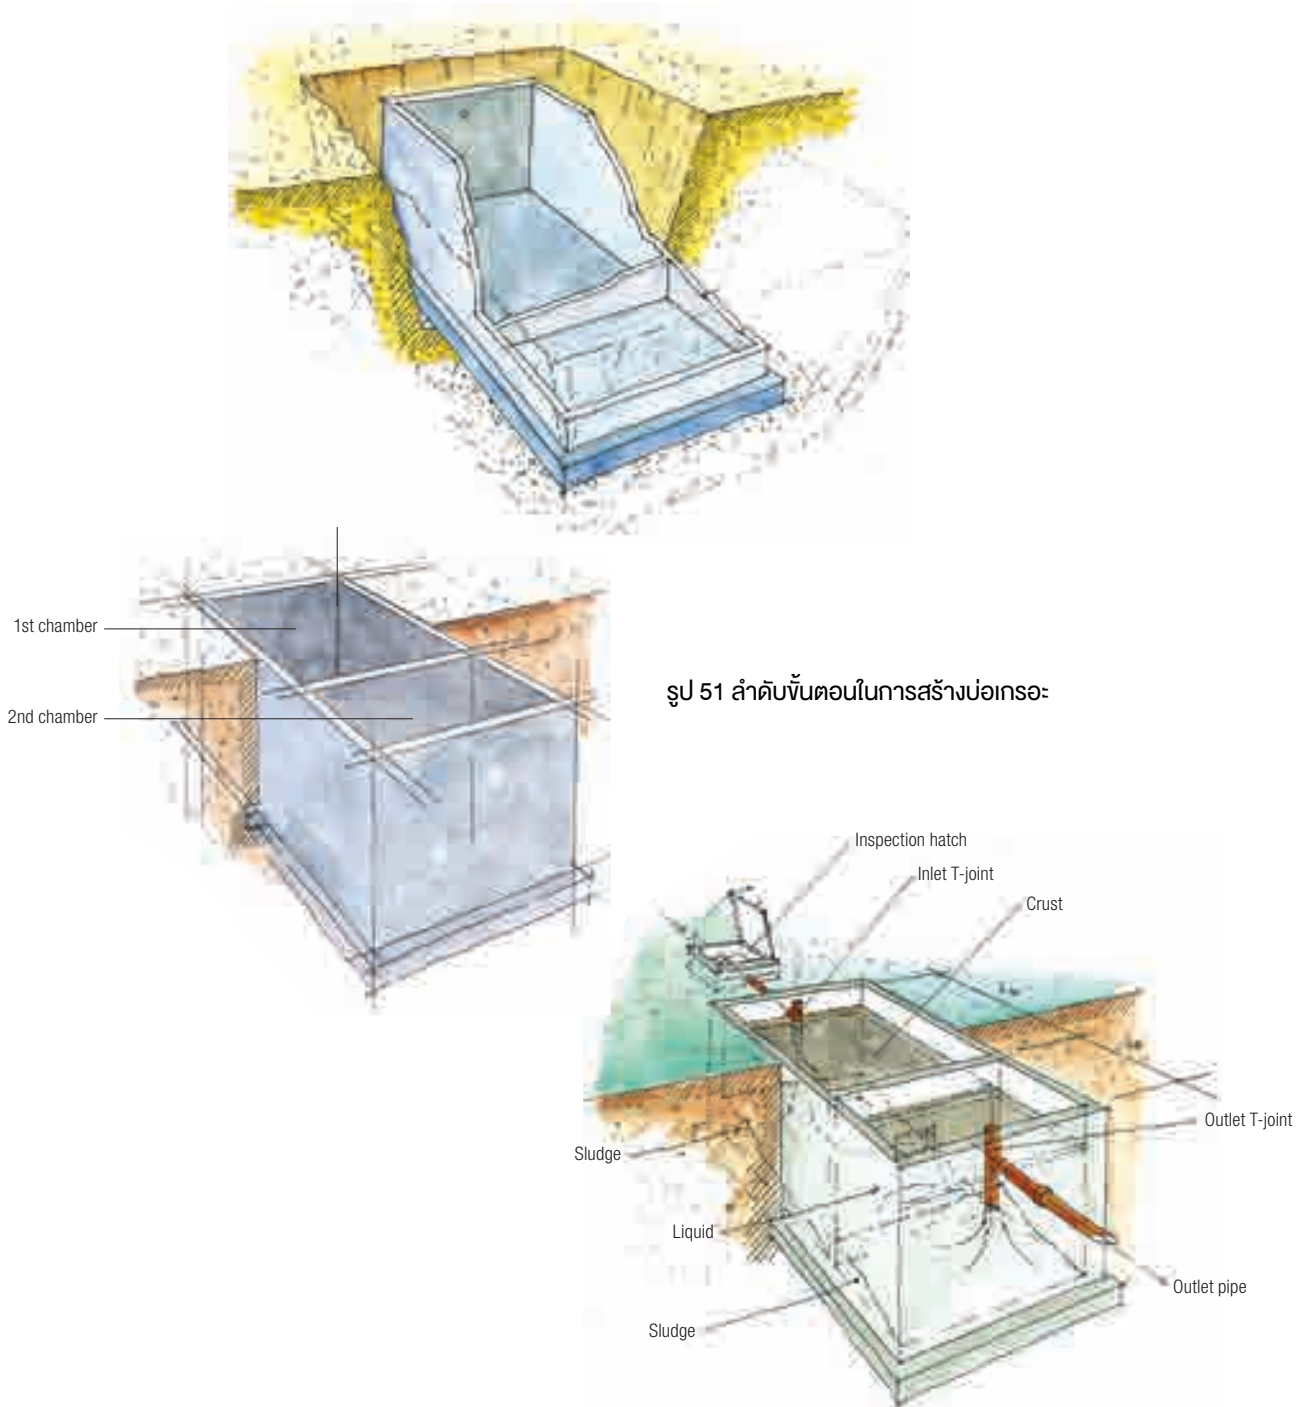 1st chamber
2nd chamber
รูป 51 ลำดับขั้นตอนในการสร้างบ่อเกรอะ
Inspection hatch
Inlet T-joint
Crust
Outlet T-joint
Sludge
Liquid
Outlet pipe
Sludge